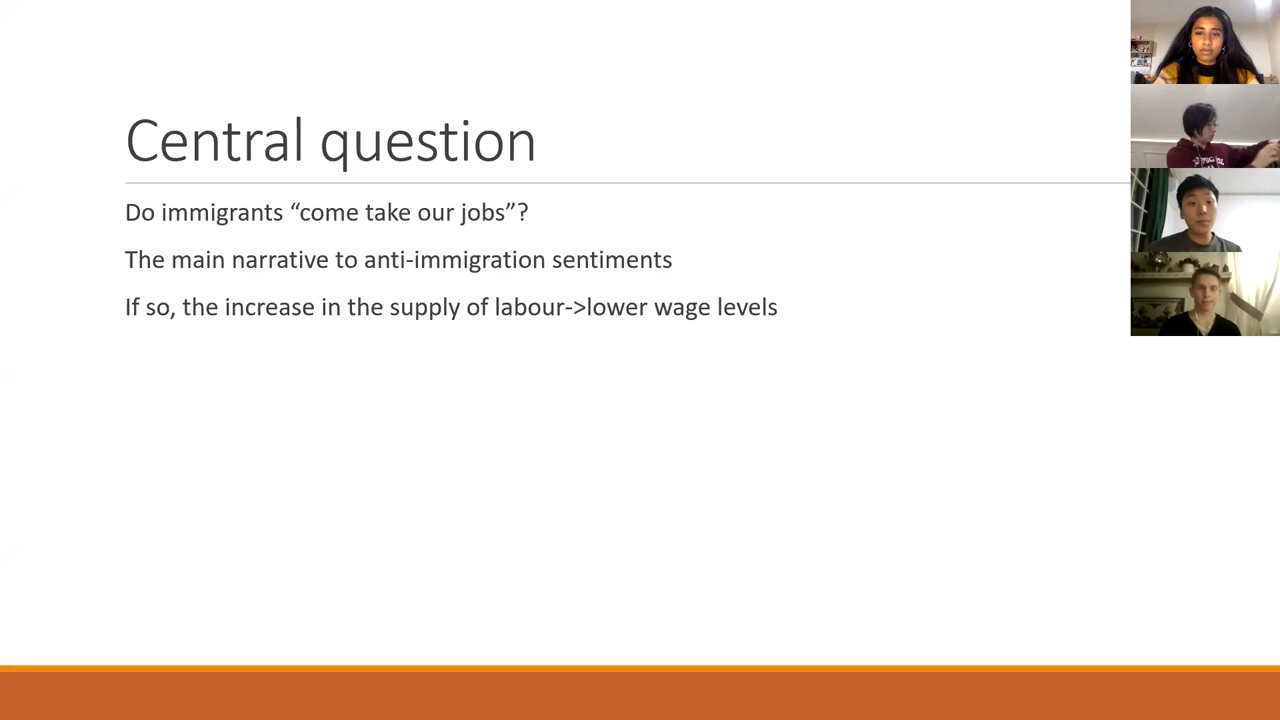 Central question
Do immigrants “come take our jobs”?
The main narrative to anti-immigration sentiments
If so, the increase in the supply of labour->lower wage levels